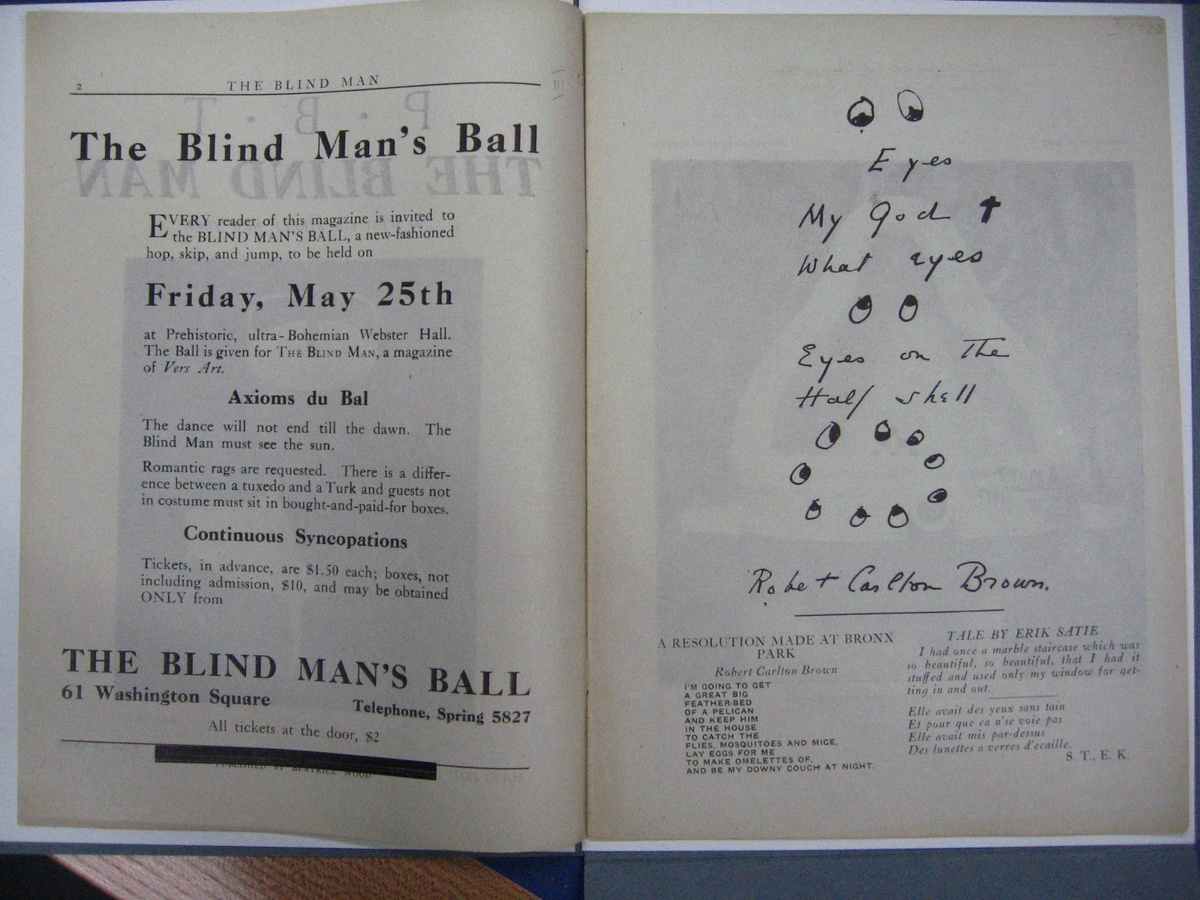 2
THE BLIND MAN
The Blind Man's Ball
EVERY reader of this magazine is invited to
the BLIND MAN'S BALL, a new-fashioned
hop, skip, and jump, to be held on
Friday, May 25th
at Prehistoric, ultra-Bohemian Webster Hall.
The Ball is given for THE BLIND MAN, a magazine
of Vers Art.
Axioms du Bal
The dance will not end till the dawn. The
Blind Man must see the sun.
Romantic rags are requested. There is a differ-
ence between a tuxedo and a Turk and guests not
in costume must sit in bought-and-paid-for boxes.
Continuous Syncopations
Tickets, in advance, are $1.50 each; boxes, not
including admission, $10, and may be obtained
ONLY from
THE BLIND MAN'S BALL
61 Washington Square
Telephone, Spring 5827
All tickets at the door, $2
PUBLISHED BY BEATRICE WOOD
Eyes
My god
What eyes
Eyes on the
Half shell
Robert Carlton Brown.
A RESOLUTION MADE AT BRONX
PARK
Robert Carlton Brown
I'M GOING TO GET
A GREAT BIG
FEATHER-BED
OF A PELICAN
AND KEEP HIM
IN THE HOUSE
TO CATCH THE
FLIES, MOSQUITOES AND MICE,
LAY EGGS FOR ME
TO MAKE OMELETTES OF,
AND BE MY DOWNY COUCH AT NIGHT.
TALE BY ERIK SATIE
I had once a marble staircase which was
so beautiful, so beautiful, that I had it
stuffed and used only my window for get-
ting in and out.
Elle avait des yeux sans tain
Et pour que ca n'se voie pas
Elle avait mis par-dessus
Des lunettes a verres d'ecaille.
S. T., E. K.